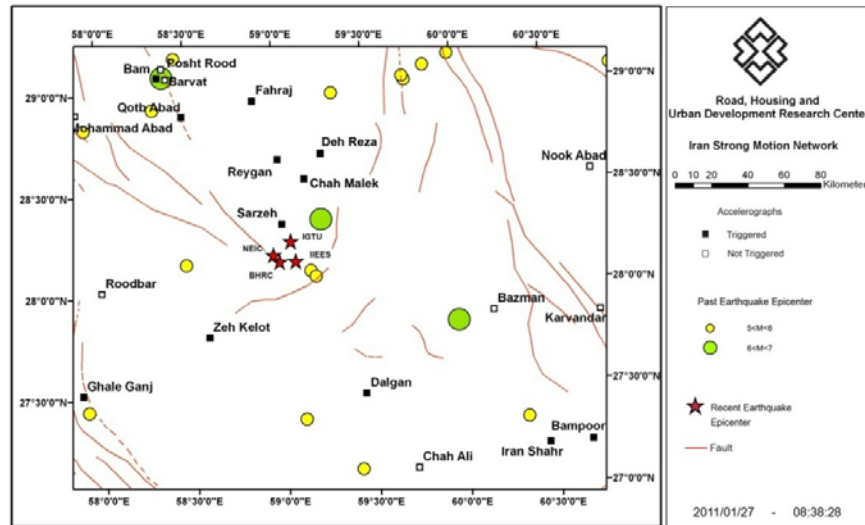 58°0'0"E 58°30'0"E 59°0'0"E 59°30'0"E 60°0'0"E 60°30'0"E
29°0'0"N
28°30'0"N
28°0'0"N
27°30'0"N
29°0'0"N
28°30'0"N
28°0'0"N
27°30'0"N
27°0'0"N
58°0'0"E 58°30'0"E 59°0'0"E 59°30'0"E 60°0'0"E 60°30'0"E
Posht Rood
Bam
Barvat
Qotb Abad
Fahraj
Mohammad Abad
Deh Reza
Reygan
Chah Malek
Nook Abad
Sarzeh
IGTU
NEIC
IIEES
BHRC
Roodbar
Bazman
Karvandar
Zeh Kelot
Ghale Ganj
Dalgan
Bampoor
Iran Shahr
Chah Ali
Road, Housing and
Urban Development Research Center
Iran Strong Motion Network
0 10 20 40 60 80
Kilometer
Accelerographs
Triggered
Not Triggered
Past Earthquake Epicenter
5<M<6
6<M<7
Recent Earthquake
Epicenter
Fault
2011/01/27 - 08:38:28